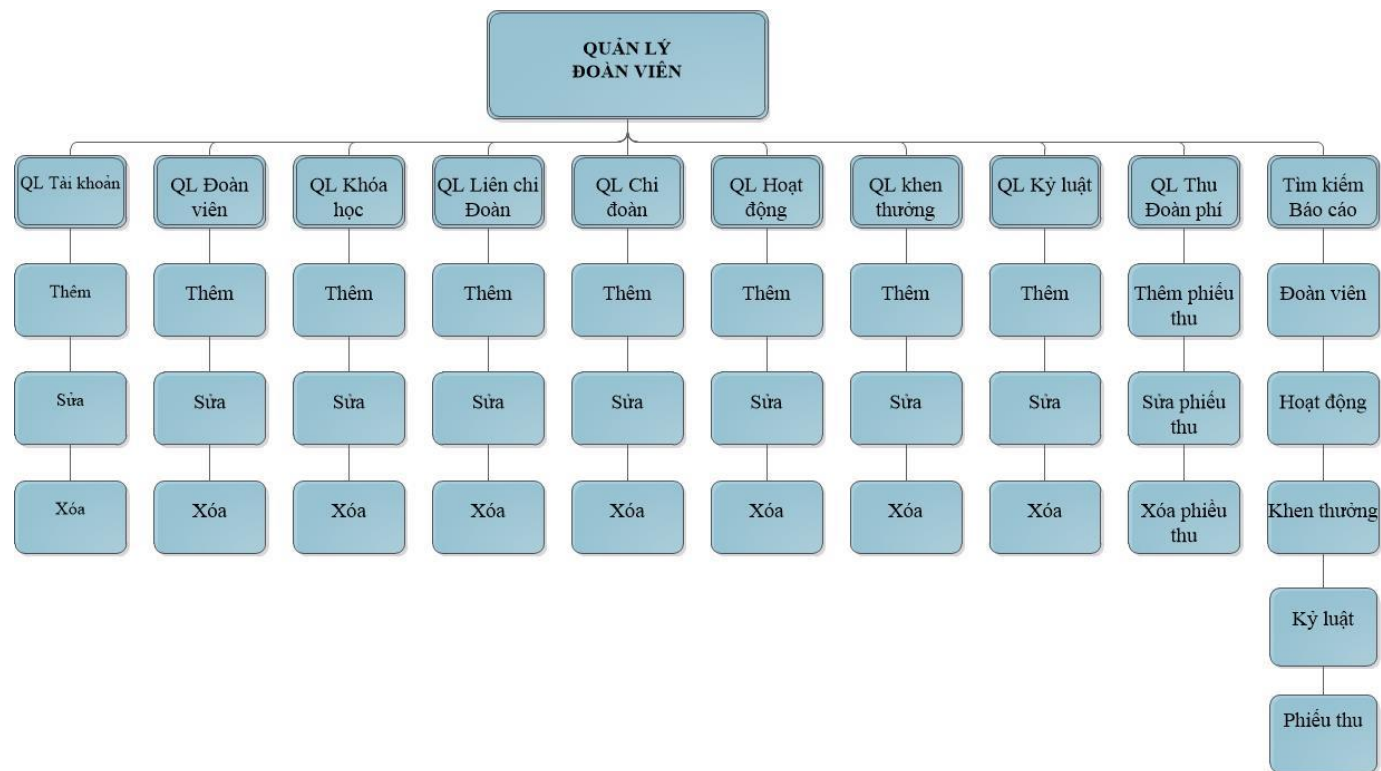 QUẢN LÝ
ĐOÀN VIÊN
QL Tài khoản
QL Đoàn
viên
QL Khóa
học
QL Liên chi
Đoàn
QL Chi
đoàn
QL Hoạt
động
QL khen
thưởng
QL Kỷ luật
QL Thu
Đoàn phí
Tìm kiếm
Báo cáo
Thêm
Thêm
Thêm
Thêm
Thêm
Thêm
Thêm
Thêm
Thêm phiếu
thu
Đoàn viên
Sửa
Sửa
Sửa
Sửa
Sửa
Sửa
Sửa
Sửa
Sửa phiếu
thu
Hoạt động
Xóa
Xóa
Xóa
Xóa
Xóa
Xóa
Xóa
Xóa
Xóa phiếu
thu
Khen thưởng
Kỷ luật
Phiếu thu